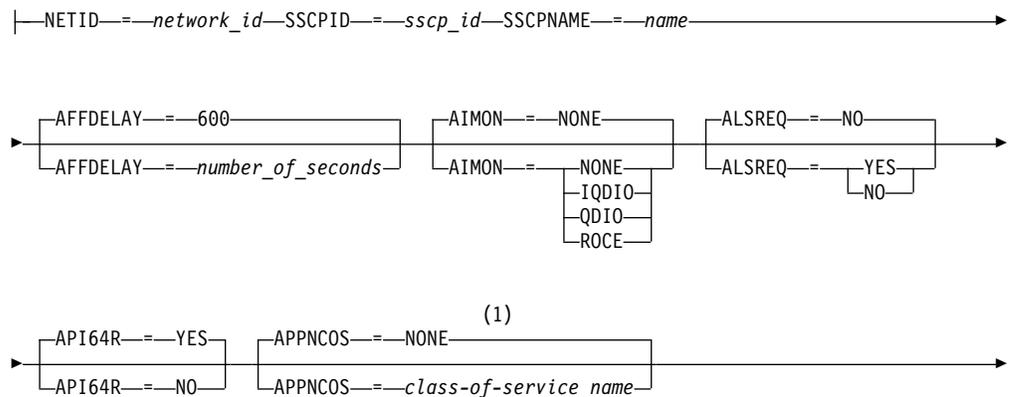 NETID = network_id SSCPID = sscp_id SSCPNAME = name
AFFDELAY = 600 AIMON = NONE ALSREQ = NO
AFFDELAY = number_of_seconds AIMON = NONE ALSREQ = YES
IQDIO NO
QDIO
ROCE
(1)
API64R = YES APPNCOS = NONE
API64R = NO APPNCOS = class-of-service name